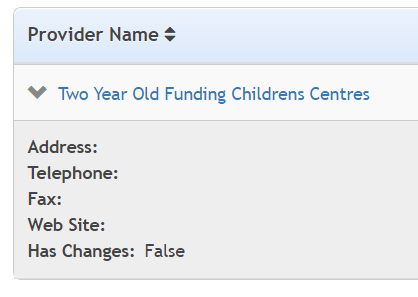 Provider Name
Two Year Old Funding Childrens Centres
Address:
Telephone:
Fax:
Web Site:
Has Changes: False